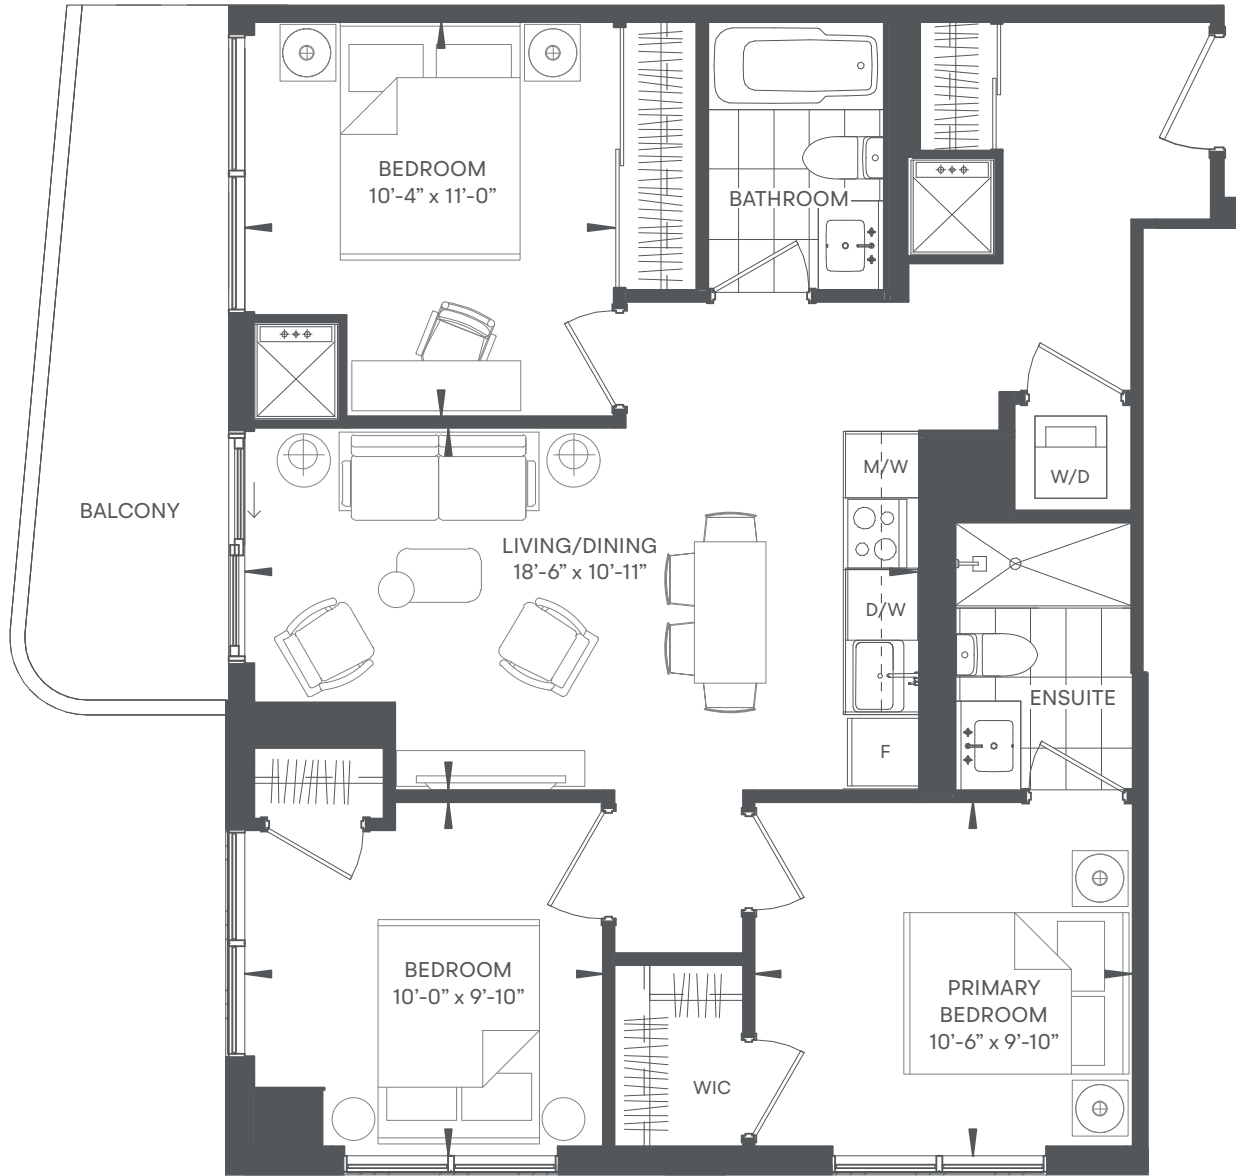 BEDROOM
10’-4” x 11’-0”
BATHROOM
BALCONY
LIVING/DINING
18’-6” x 10’-11”
M/W
D/W
F
W/D
ENSUITE
BEDROOM
10’-0” x 9’-10”
PRIMARY
BEDROOM
10’-6” x 9’-10”
WIC